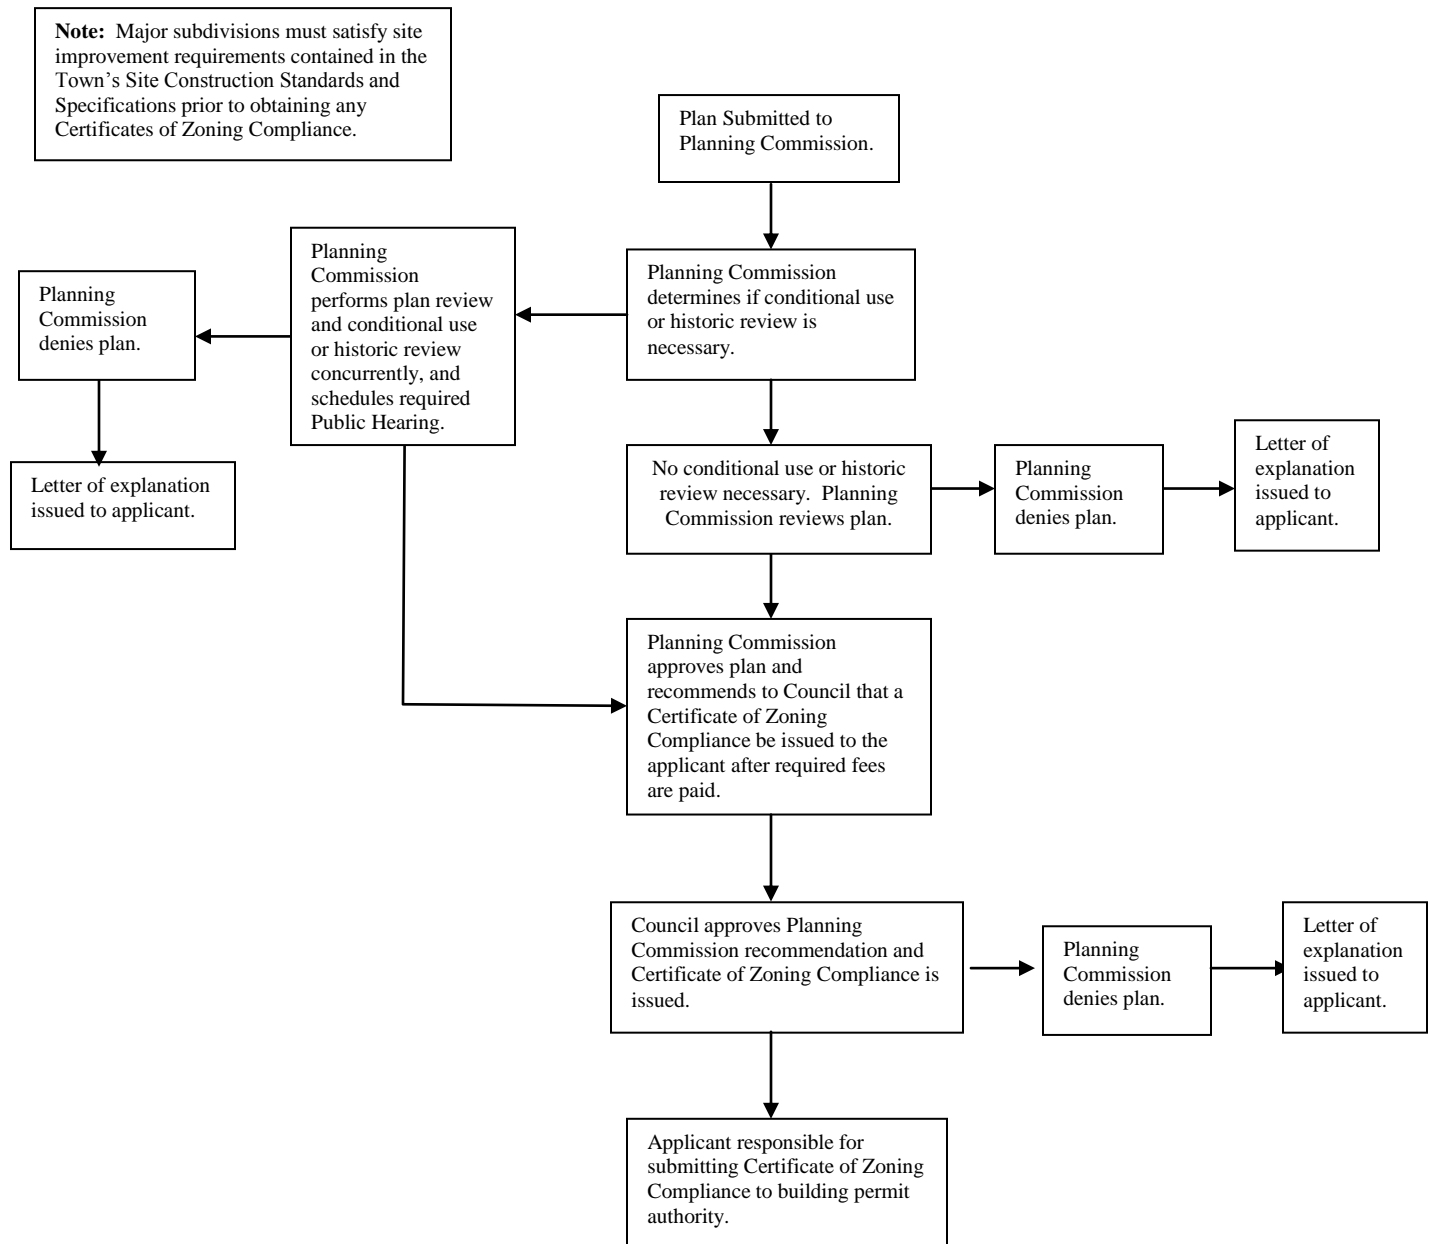 Note: Major subdivisions must satisfy site
improvement requirements contained in the
Town's Site Construction Standards and
Specifications prior to obtaining any
Certificates of Zoning Compliance.
Plan Submitted to
Planning Commission.
Planning Commission
determines if conditional use
or historic review is
necessary.
Planning
Commission
performs plan review
and conditional use
or historic review
concurrently, and
schedules required
Public Hearing.
Planning
Commission
denies plan.
Letter of explanation
issued to applicant.
No conditional use or historic
review necessary. Planning
Commission reviews plan.
Planning
Commission
denies plan.
Letter of
explanation
issued to
applicant.
Planning Commission
approves plan and
recommends to Council that a
Certificate of Zoning
Compliance be issued to the
applicant after required fees
are paid.
Council approves Planning
Commission recommendation and
Certificate of Zoning Compliance is
issued.
Planning
Commission
denies plan.
Letter of
explanation
issued to
applicant.
Applicant responsible for
submitting Certificate of Zoning
Compliance to building permit
authority.